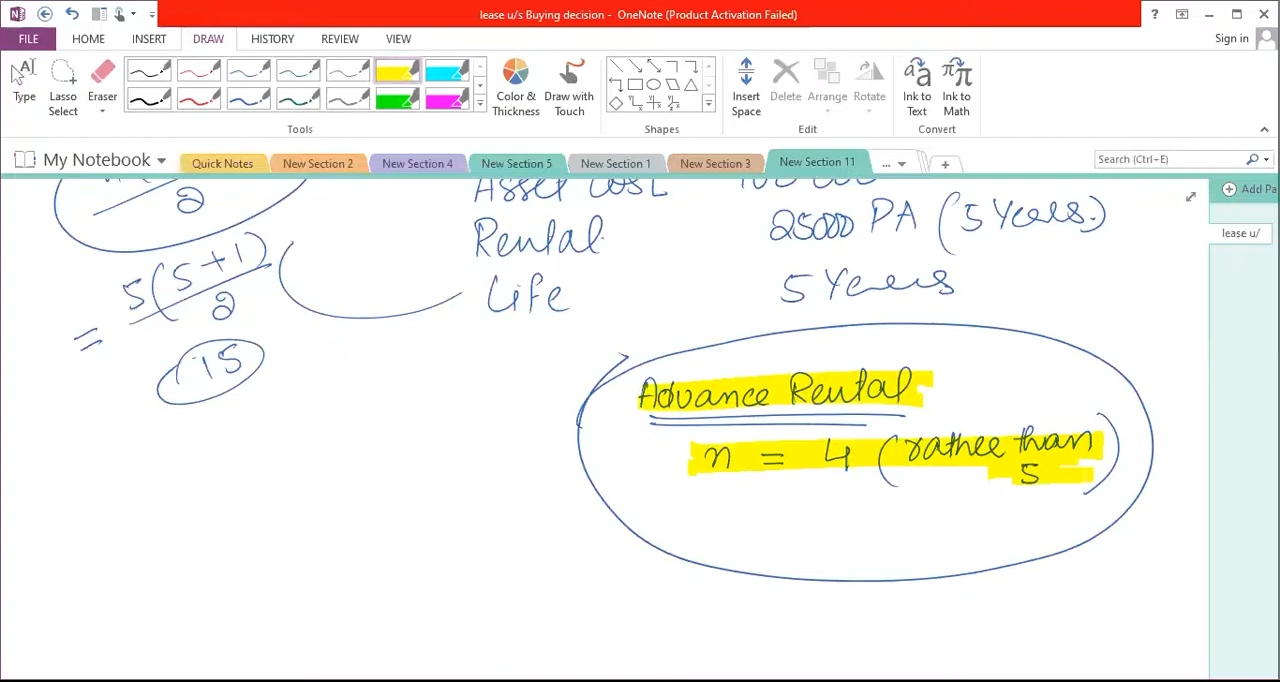 lease u/s Buying decision - OneNote (Product Activation Failed)
FILE HOME INSERT DRAW HISTORY REVIEW VIEW
Sign in
Type
Lasso Select
Eraser
Color & Thickness
Draw with Touch
Insert Space
Delete
Arrange
Rotate
Ink to Text
Ink to Math
Tools
Shapes
Edit
Convert
My Notebook
Quick Notes
New Section 2
New Section 4
New Section 5
New Section 1
New Section 3
New Section 11
Search (Ctrl+E)
Add Pa
lease u/
2
Asset Cost
Rental
25000 PA (5 Years.)
Life
5 Years
5(5+1)
2
=
15
Advance Rental
n = 4 (rather than
5)